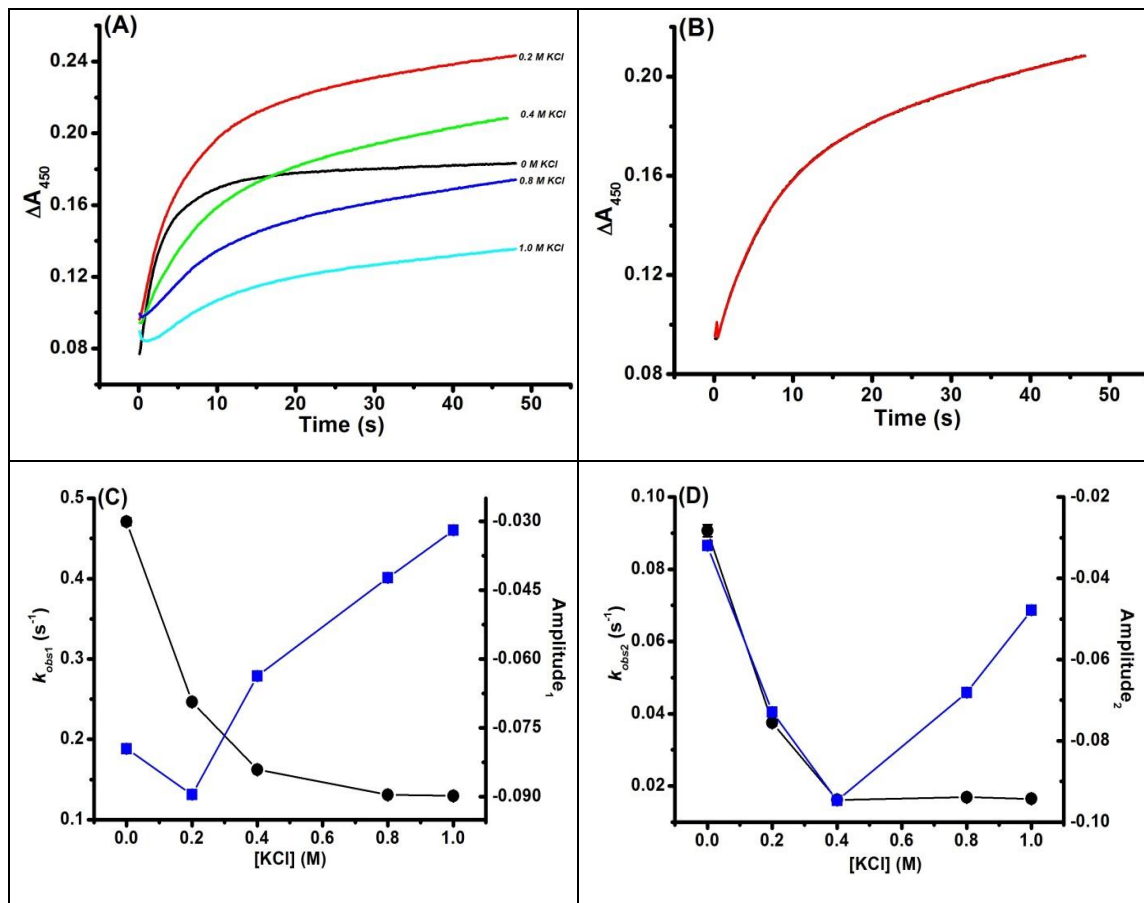 (A)
ΔA450
0.24
0.20
0.16
0.12
0.08
0.2 M KCl
0.4 M KCl
0 M KCl
0.8 M KCl
1.0 M KCl
0 10 20 30 40 50
Time (s)
(B)
ΔA450
0.20
0.16
0.12
0.08
0 10 20 30 40 50
Time (s)
(C)
kobs1 (s-1)
0.5
0.4
0.3
0.2
0.1
-0.030
-0.045
-0.060
-0.075
-0.090
Amplitude1
0.0 0.2 0.4 0.6 0.8 1.0
[KCl] (M)
(D)
kobs2 (s-1)
0.10
0.08
0.06
0.04
0.02
-0.02
-0.04
-0.06
-0.08
-0.10
Amplitude2
0.0 0.2 0.4 0.6 0.8 1.0
[KCl] (M)